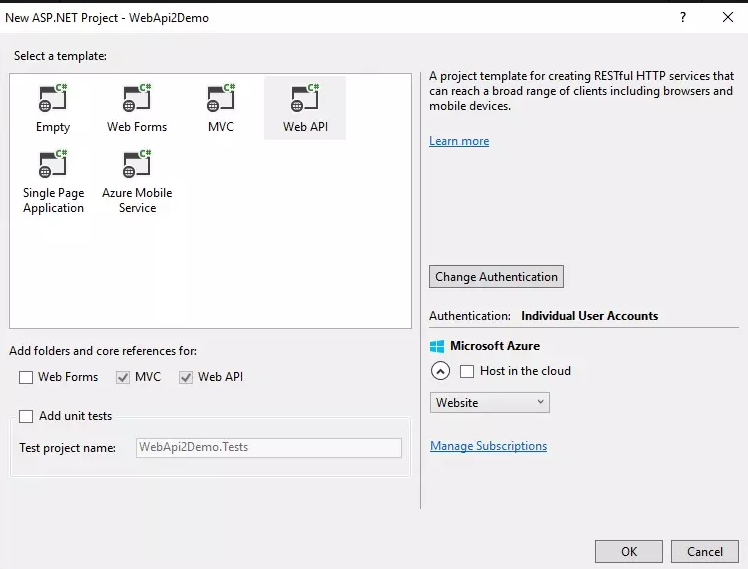 New ASP.NET Project - WebApi2Demo
?
Select a template:
C# C# C# C#
Empty Web Forms MVC Web API
C# C#
Single Page Application
Azure Mobile Service
A project template for creating RESTful HTTP services that
can reach a broad range of clients including browsers and
mobile devices.
Learn more
Change Authentication
Authentication: Individual User Accounts
Microsoft Azure
Host in the cloud
Website
Manage Subscriptions
Add folders and core references for:
Web Forms MVC Web API
Add unit tests
Test project name: WebApi2Demo.Tests
OK Cancel